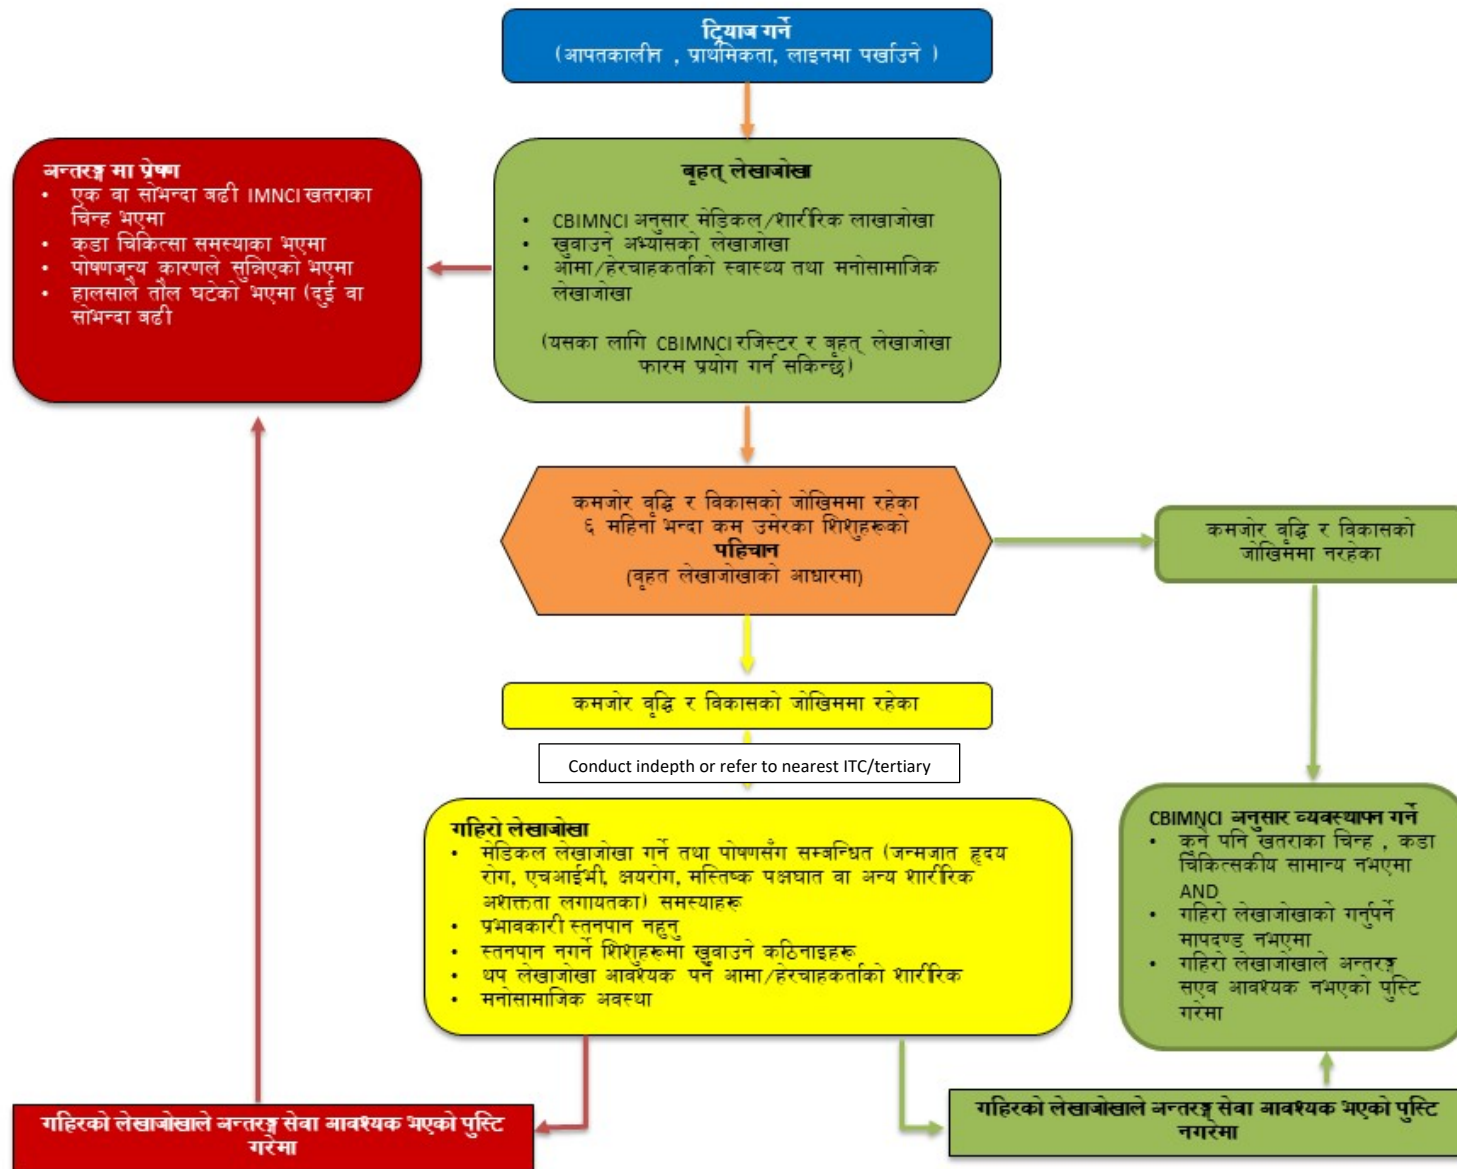 ट्रियाज गर्ने
(आपतकालीन , प्राथमिकता, लाइनमा पर्खाउने )
अन्तरङ्ग मा प्रेषण
• एक वा सोभन्दा बढी IMNCI खतराका
चिन्ह भएमा
• कडा चिकित्सा समस्याका भएमा
• पोषणजन्य कारणले सुन्निएको भएमा
• हालसालै तौल घटेको भएमा (दुई वा
सोभन्दा बढी
बृहत् लेखाजोखा
• CBIMNCI अनुसार मेडिकल/शारीरिक लाखाजोखा
• खुवाउने अभ्यासको लेखाजोखा
• आमा/हेरचाहकर्ताको स्वास्थ्य तथा मनोसामाजिक
लेखाजोखा
(यसका लागि CBIMNCI रजिस्टर र बृहत् लेखाजोखा
फारम प्रयोग गर्न सकिन्छ)
कमजोर वृद्धि र विकासको जोखिममा रहेका
६ महिना भन्दा कम उमेरका शिशुहरूको
पहिचान
(वृहत लेखाजोखाको आधारमा)
कमजोर वृद्धि र विकासको
जोखिममा नरहेका
कमजोर वृद्धि र विकासको जोखिममा रहेका
Conduct indepth or refer to nearest ITC/tertiary
गहिरो लेखाजोखा
• मेडिकल लेखाजोखा गर्ने तथा पोषणसँग सम्बन्धित (जन्मजात हृदय
रोग, एचआईभी, क्षयरोग, मस्तिष्क पक्षघात वा अन्य शारीरिक
अशक्तता लगायतका) समस्याहरू
• प्रभावकारी स्तनपान नहुनु
• स्तनपान नगर्ने शिशुहरूमा खुवाउने कठिनाइहरू
• थप लेखाजोखा आवश्यक पर्ने आमा/हेरचाहकर्ताको शारीरिक
• मनोसामाजिक अवस्था
CBIMNCI अनुसार व्यवस्थापन गर्ने
• कुनै पनि खतराका चिन्ह , कडा
चिकित्सकीय सामान्य नभएमा
AND
• गहिरो लेखाजोखाको गर्नुपर्ने
मापदण्ड नभएमा
• गहिरो लेखाजोखाले अन्तरङ्ग
सएव आवश्यक नभएको पुस्टि
गरेमा
गहिरको लेखाजोखाले अन्तरङ्ग सेवा आवश्यक भएको पुस्टि
गरेमा
गहिरको लेखाजोखाले अन्तरङ्ग सेवा आवश्यक भएको पुस्टि
नगरेमा